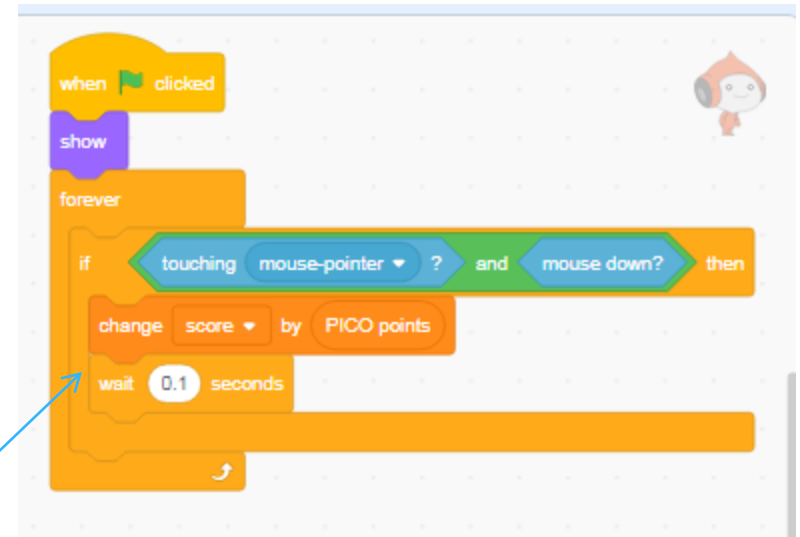 when clicked
show
forever
if touching mouse-pointer ? and mouse down? then
change score by PICO points
wait 0.1 seconds